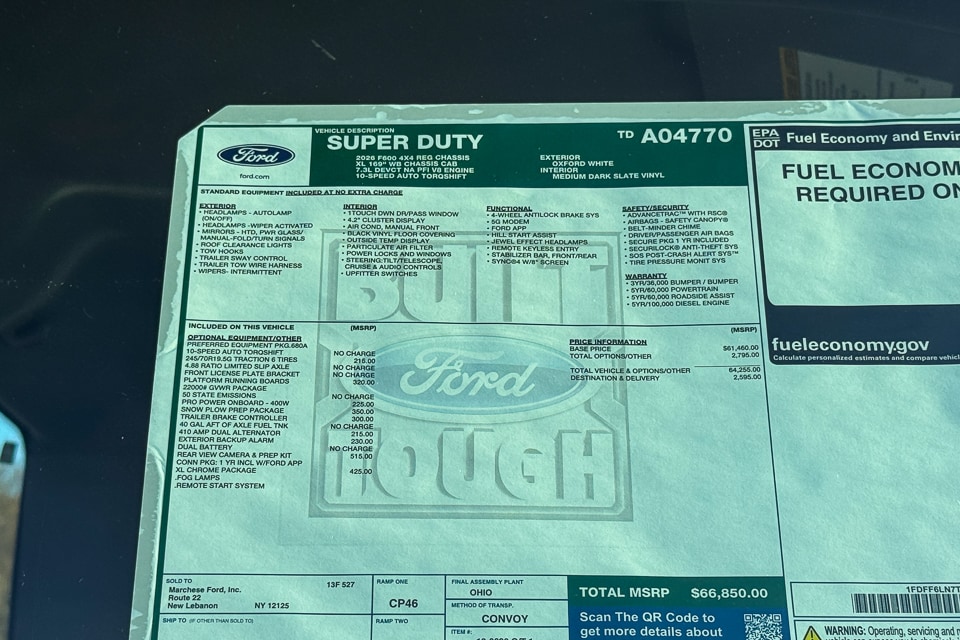 Ford
ford.com
VEHICLE DESCRIPTION
SUPER DUTY
2026 F600 4X4 REG CHASSIS
XL 169" WB CHASSIS CAB
7.3L DEVCT NA PFI V8 ENGINE
10-SPEED AUTO TORQSHIFT
TD A04770
EXTERIOR
OXFORD WHITE
INTERIOR
MEDIUM DARK SLATE VINYL
STANDARD EQUIPMENT INCLUDED AT NO EXTRA CHARGE
EXTERIOR
• HEADLAMPS - AUTOLAMP
(ON/OFF)
• HEADLAMPS -WIPER ACTIVATED
• MIRRORS - HTD, PWR GLASS/
MANUAL-FOLD/TURN SIGNALS
• ROOF CLEARANCE LIGHTS
• TOW HOOKS
• TRAILER SWAY CONTROL
• TRAILER TOW WIRE HARNESS
• WIPERS- INTERMITTENT
INTERIOR
• 1TOUCH DWN DR/PASS WINDOW
• 4.2" CLUSTER DISPLAY
• AIR COND, MANUAL FRONT
• BLACK VINYL FLOOR COVERING
• OUTSIDE TEMP DISPLAY
• PARTICULATE AIR FILTER
• POWER LOCKS AND WINDOWS
• STEERING:TILT/TELESCOPE,
CRUISE & AUDIO CONTROLS
• UPFITTER SWITCHES
FUNCTIONAL
• 4-WHEEL ANTILOCK BRAKE SYS
• 5G MODEM
• FORD APP
• HILL START ASSIST
• JEWEL EFFECT HEADLAMPS
• REMOTE KEYLESS ENTRY
• STABILIZER BAR, FRONT/REAR
• SYNC®4 W/8" SCREEN
SAFETY/SECURITY
• ADVANCETRAC™ WITH RSC®
• AIRBAGS - SAFETY CANOPY®
• BELT-MINDER CHIME
• DRIVER/PASSENGER AIR BAGS
• SECURE PKG 1 YR INCLUDED
• SECURILOCK® ANTI-THEFT SYS
• SOS POST-CRASH ALERT SYS™
• TIRE PRESSURE MONIT SYS
WARRANTY
• 3YR/36,000 BUMPER / BUMPER
• 5YR/60,000 POWERTRAIN
• 5YR/60,000 ROADSIDE ASSIST
• 5YR/100,000 DIESEL ENGINE
BUILT
Ford
TOUGH
INCLUDED ON THIS VEHICLE
(MSRP)
OPTIONAL EQUIPMENT/OTHER
PREFERRED EQUIPMENT PKG.680A
10-SPEED AUTO TORQSHIFT
245/70R19.5G TRACTION 6 TIRES
4.88 RATIO LIMITED SLIP AXLE
FRONT LICENSE PLATE BRACKET
PLATFORM RUNNING BOARDS
22000# GVWR PACKAGE
50 STATE EMISSIONS
PRO POWER ONBOARD - 400W
SNOW PLOW PREP PACKAGE
TRAILER BRAKE CONTROLLER
40 GAL AFT OF AXLE FUEL TNK
410 AMP DUAL ALTERNATOR
EXTERIOR BACKUP ALARM
DUAL BATTERY
REAR VIEW CAMERA & PREP KIT
CONN PKG: 1 YR INCL W/FORD APP
XL CHROME PACKAGE
.FOG LAMPS
.REMOTE START SYSTEM
NO CHARGE
215.00
NO CHARGE
NO CHARGE
320.00
NO CHARGE
225.00
350.00
300.00
NO CHARGE
215.00
230.00
NO CHARGE
515.00
425.00
(MSRP)
PRICE INFORMATION
BASE PRICE $61,460.00
TOTAL OPTIONS/OTHER 2,795.00
TOTAL VEHICLE & OPTIONS/OTHER 64,255.00
DESTINATION & DELIVERY 2,595.00
SOLD TO
13F 527
Marchese Ford, Inc.
Route 22
New Lebanon NY 12125
SHIP TO (IF OTHER THAN SOLD TO)
RAMP ONE
CP46
RAMP TWO
FINAL ASSEMBLY PLANT
OHIO
METHOD OF TRANSP.
CONVOY
ITEM #:
TOTAL MSRP $66,850.00
Scan The QR Code to
get more details about
EPA
DOT
Fuel Economy and Envir
FUEL ECONOM
REQUIRED ON
fueleconomy.gov
Calculate personalized estimates and compare vehicl
1FDFF6LN7T
WARNING: Operating, servicing and m